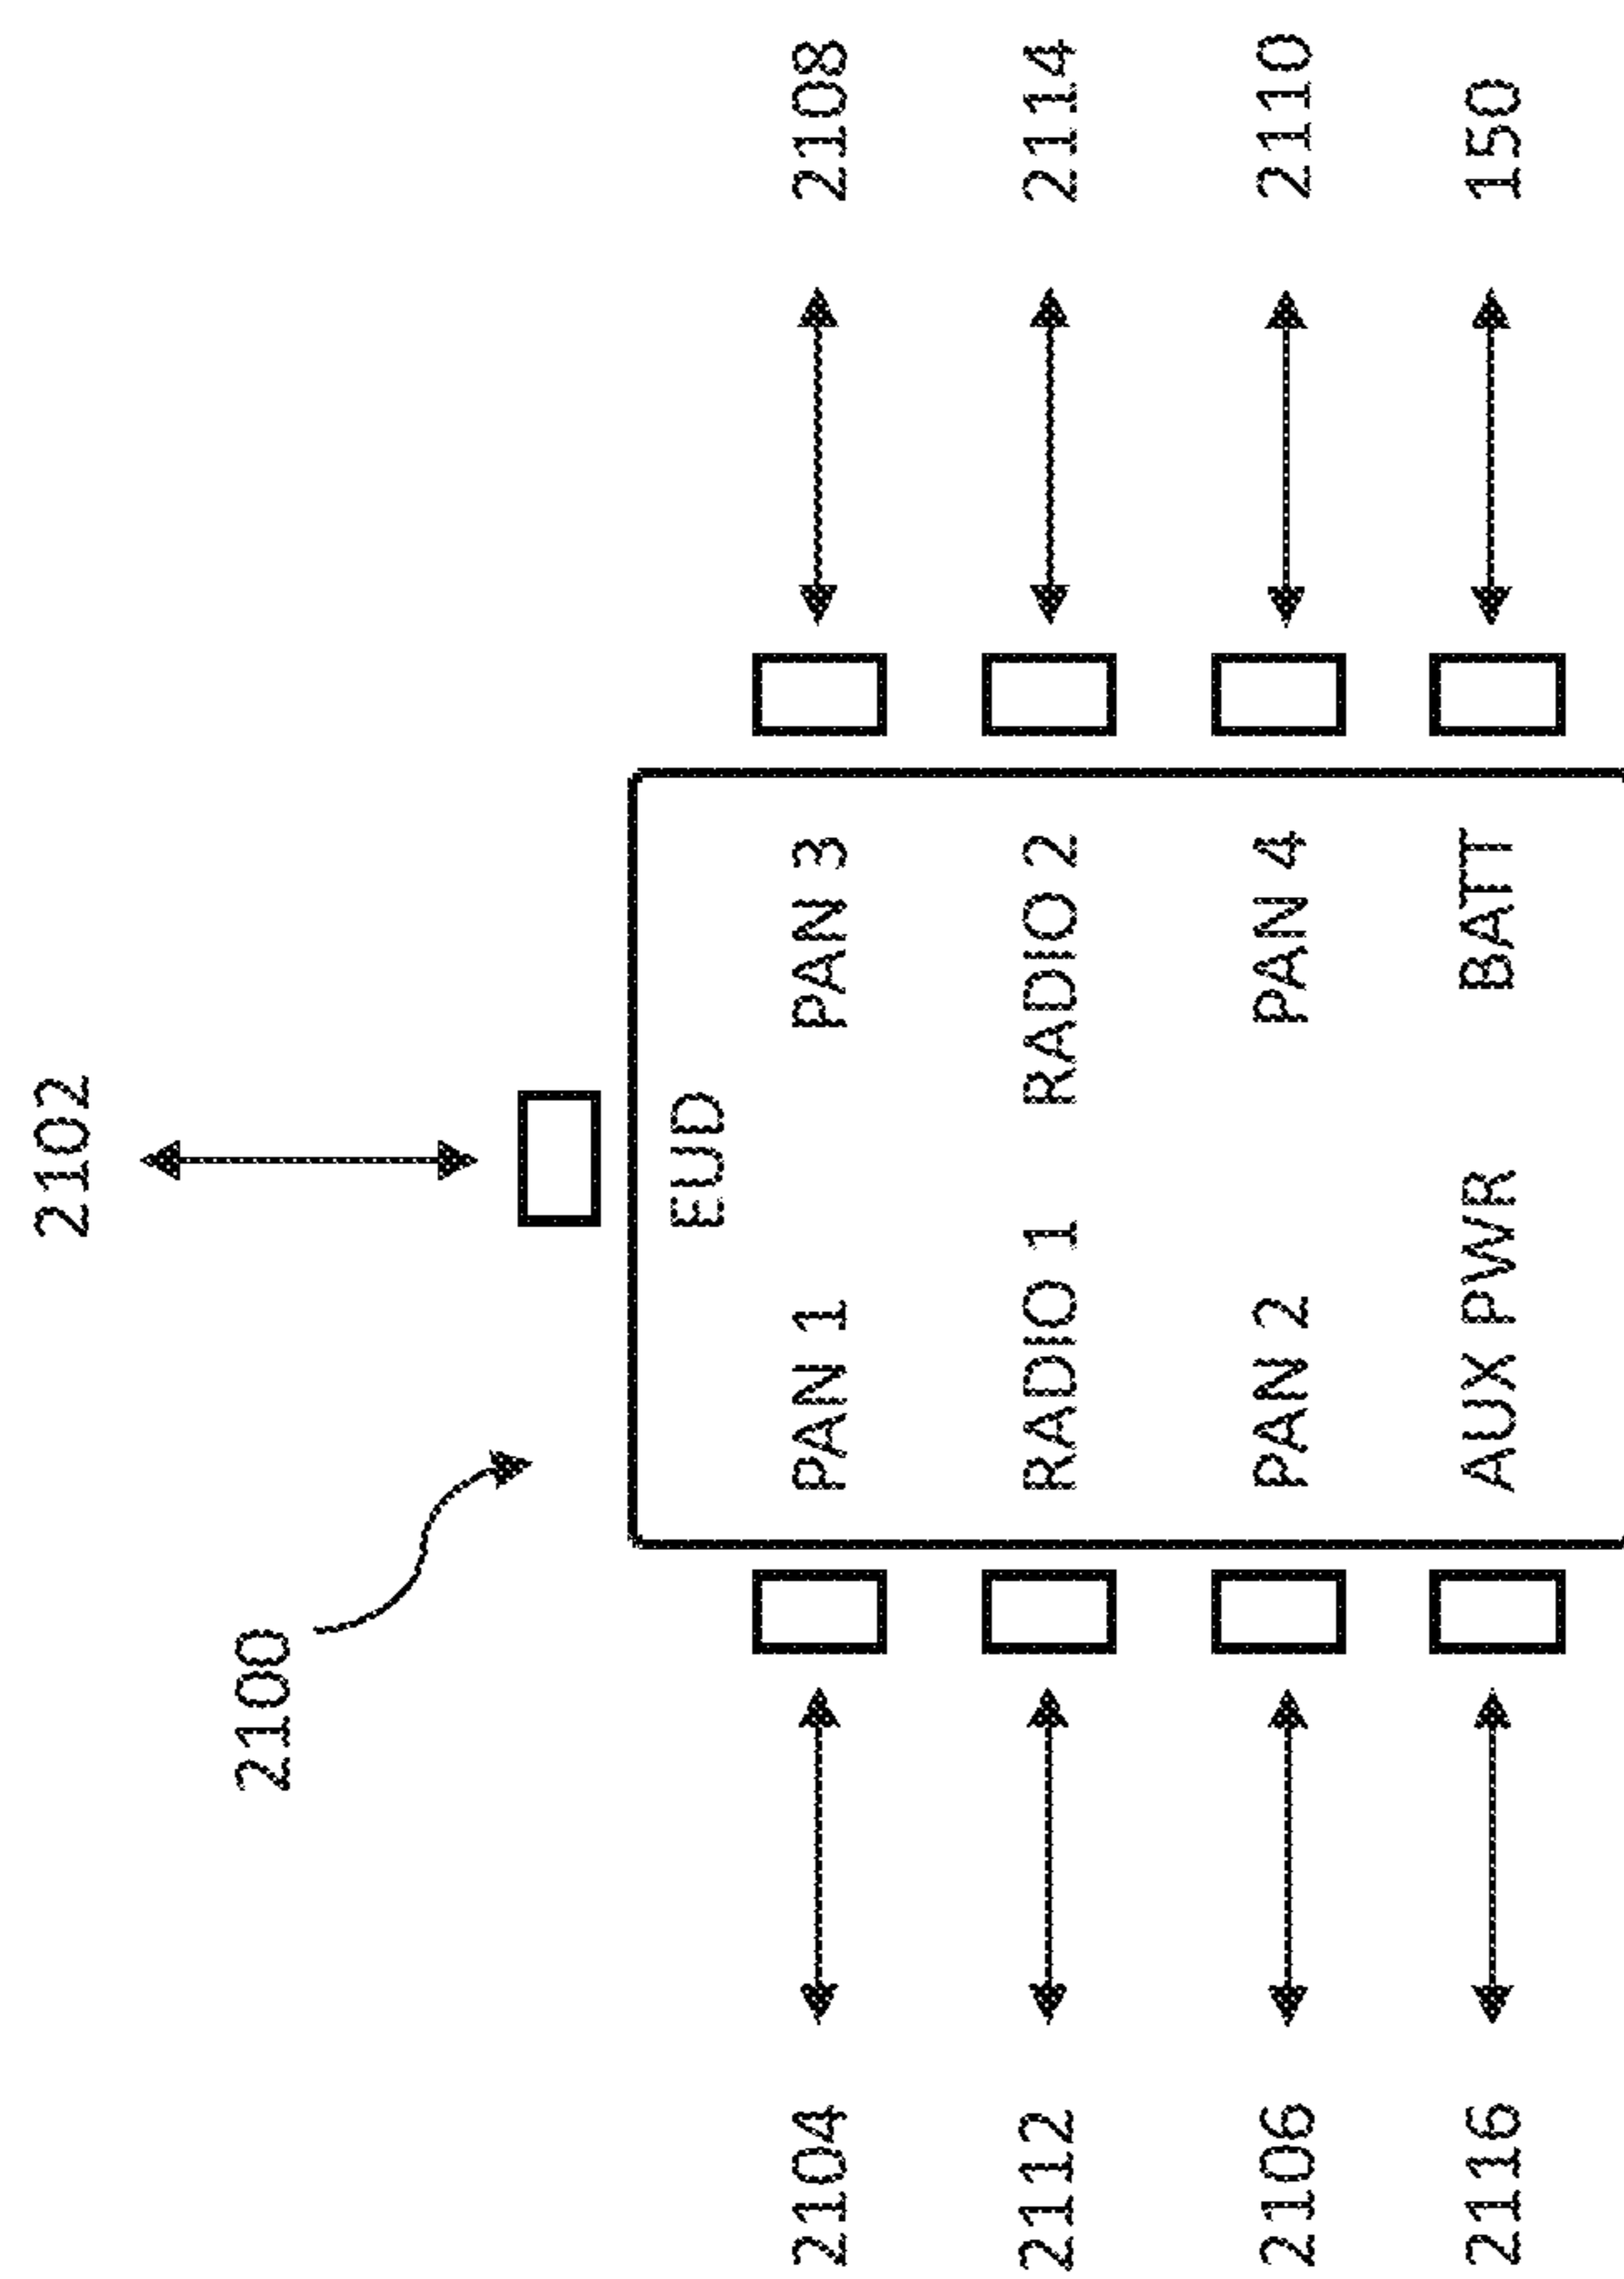 2102
2100
EUD
2104 PAN 1 PAN 3 2108
2112 RADIO 1 RADIO 2 2114
2106 PAN 2 PAN 4 2110
2116 AUX PWR BATT 150